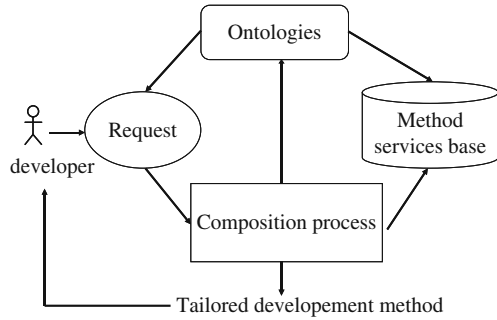 Ontologies
Request
Method
services base
developer
Composition process
Tailored developement method